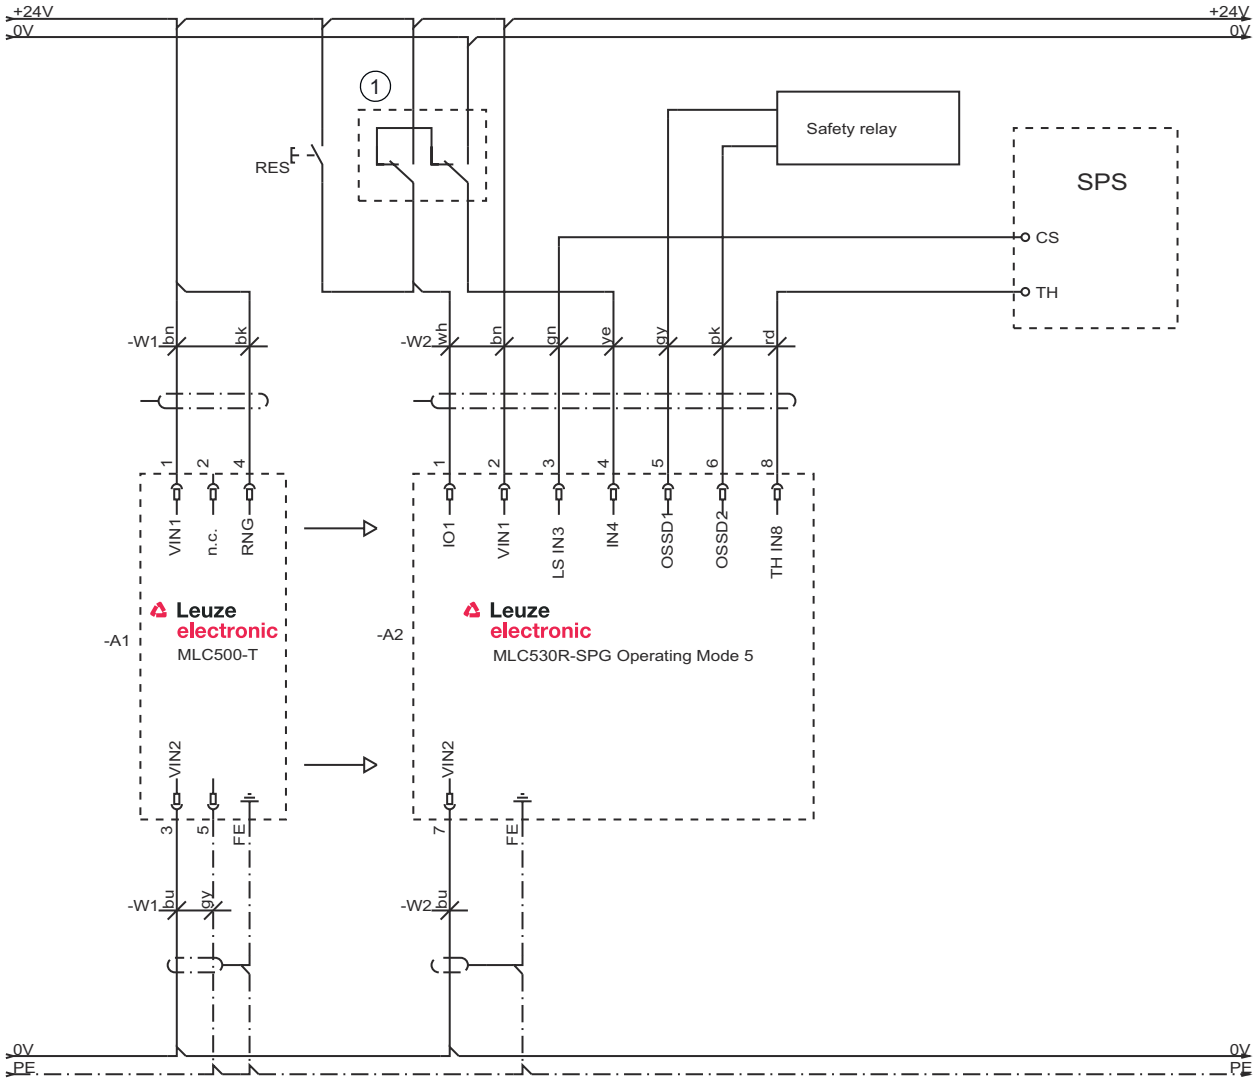 +24V +24V
0V 0V
1
RES
Safety relay
SPS
CS
TH
-W1 bn bk
-W2 wh bn gn ye gy pk rd
1 2 4
1 2 3 4 5 6 8
VIN1 n.c. RNG
IO1 VIN1 LS IN3 IN4 OSSD1 OSSD2 TH IN8
Leuze
electronic
-A1
MLC500-T
Leuze
electronic
-A2
MLC530R-SPG Operating Mode 5
VIN2
VIN2
3 5 FE
7 FE
-W1 bu gy
-W2 bu
0V 0V
PE PE